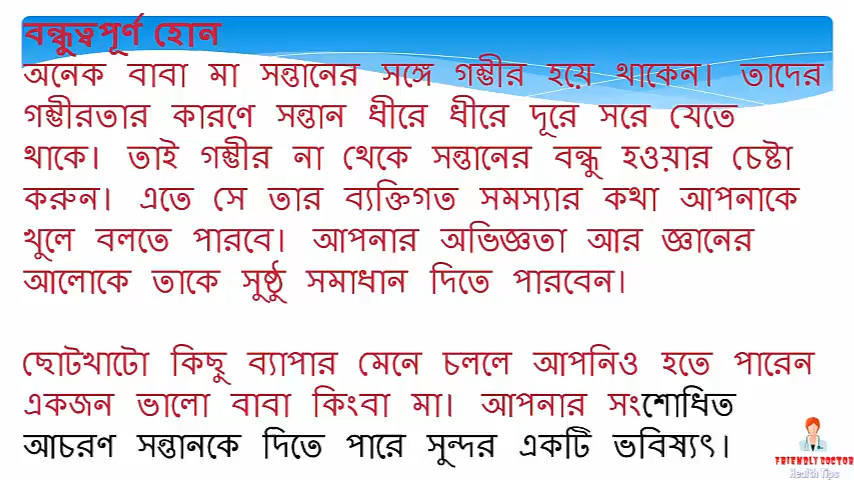 বন্ধুত্বপূর্ণ হোন
অনেক বাবা মা সন্তানের সঙ্গে গম্ভীর হয়ে থাকেন। তাদের
গম্ভীরতার কারণে সন্তান ধীরে ধীরে দূরে সরে যেতে
থাকে। তাই গম্ভীর না থেকে সন্তানের বন্ধু হওয়ার চেষ্টা
করুন। এতে সে তার ব্যক্তিগত সমস্যার কথা আপনাকে
খুলে বলতে পারবে। আপনার অভিজ্ঞতা আর জ্ঞানের
আলোকে তাকে সুষ্ঠু সমাধান দিতে পারবেন।
ছোটখাটো কিছু ব্যাপার মেনে চললে আপনিও হতে পারেন
একজন ভালো বাবা কিংবা মা। আপনার সংশোধিত
আচরণ সন্তানকে দিতে পারে সুন্দর একটি ভবিষ্যৎ।
FRIENDLY DOCTOR
Health Tips